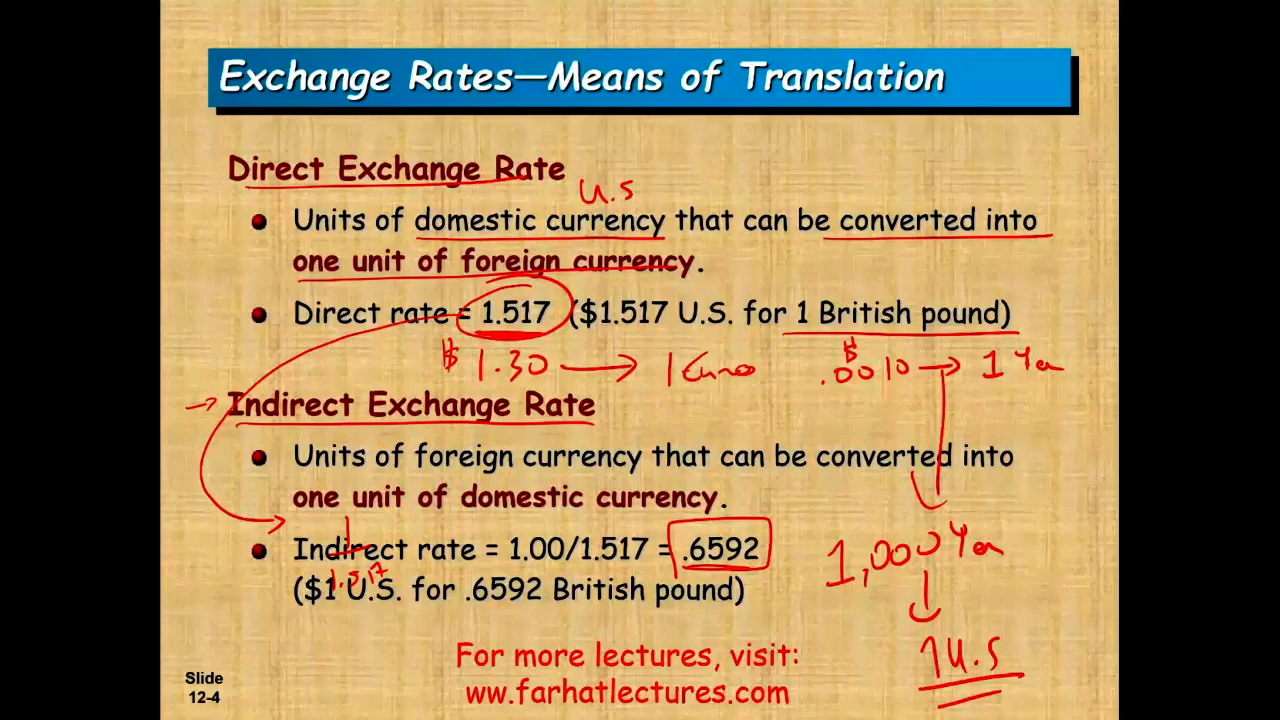 Exchange Rates—Means of Translation
Direct Exchange Rate
U.S
Units of domestic currency that can be converted into
one unit of foreign currency.
Direct rate = 1.517 ($1.517 U.S. for 1 British pound)
$ 1.30 → 1 Euro
$ .0010 → 1 Yen
→ Indirect Exchange Rate
Units of foreign currency that can be converted into
one unit of domestic currency.
Indirect rate = 1.00/1.517 = .6592
1
1.517
($1 U.S. for .6592 British pound)
1,000 Yen
1 U.S
For more lectures, visit:
ww.farhatlectures.com
Slide
12-4